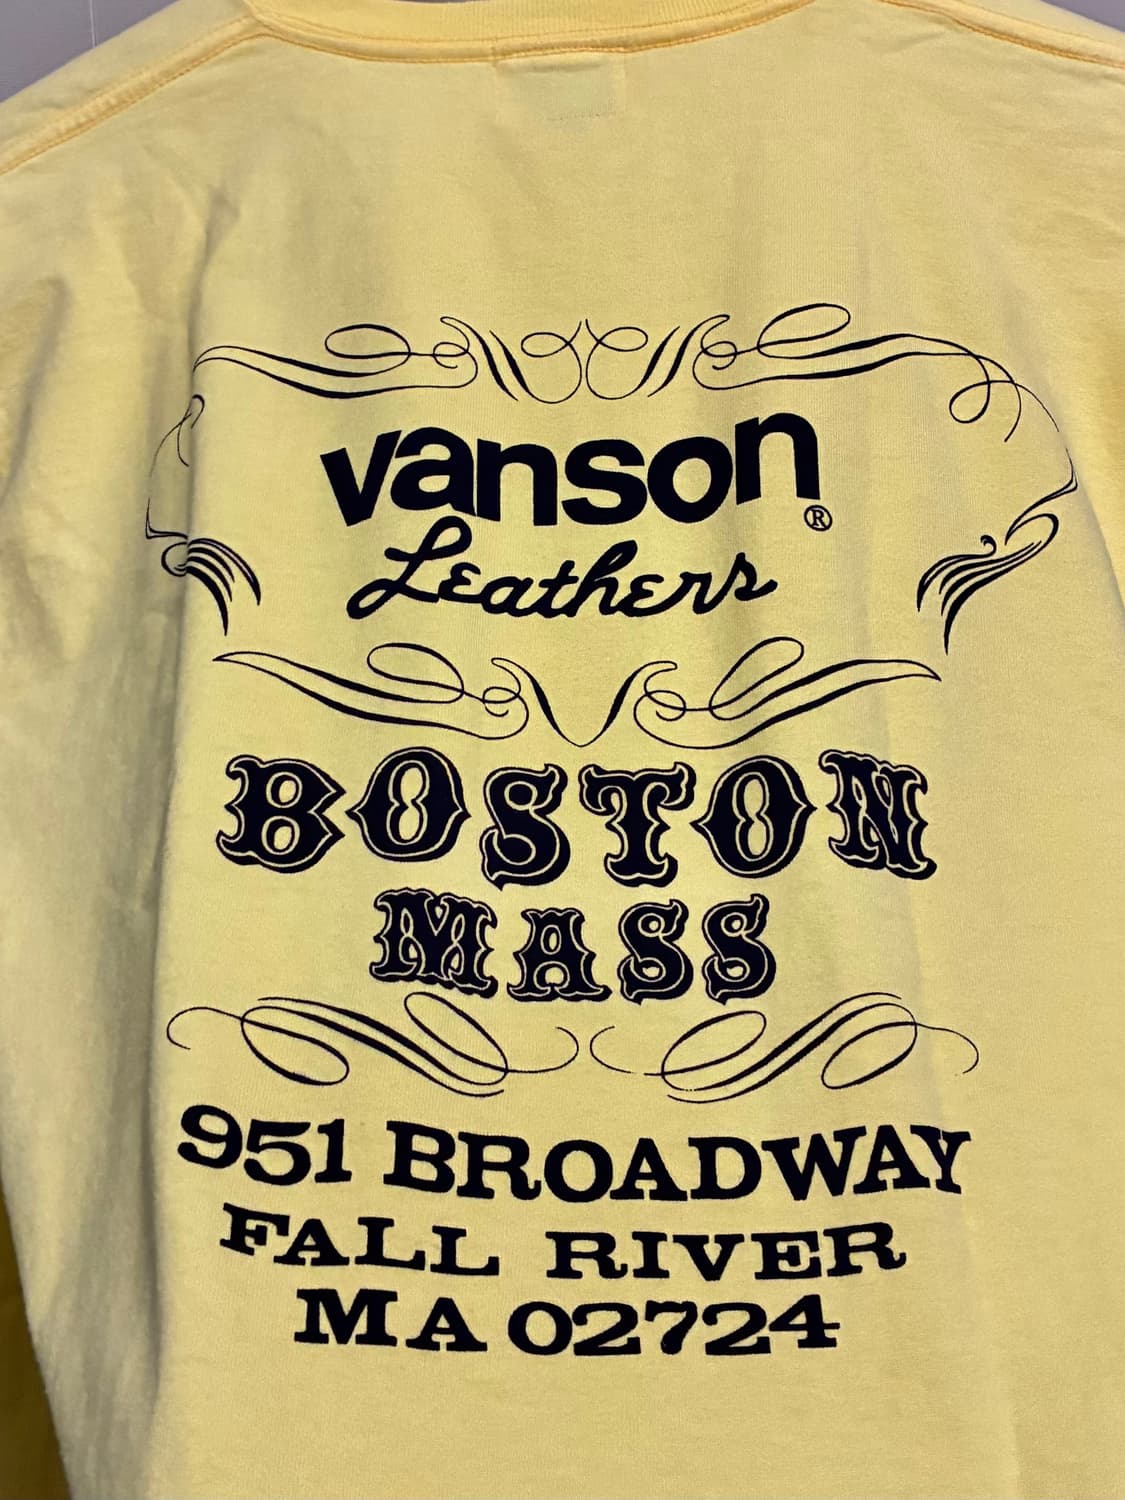 vanson®
Leathers
BOSTON
MASS
951 BROADWAY
FALL RIVER
MA 02724